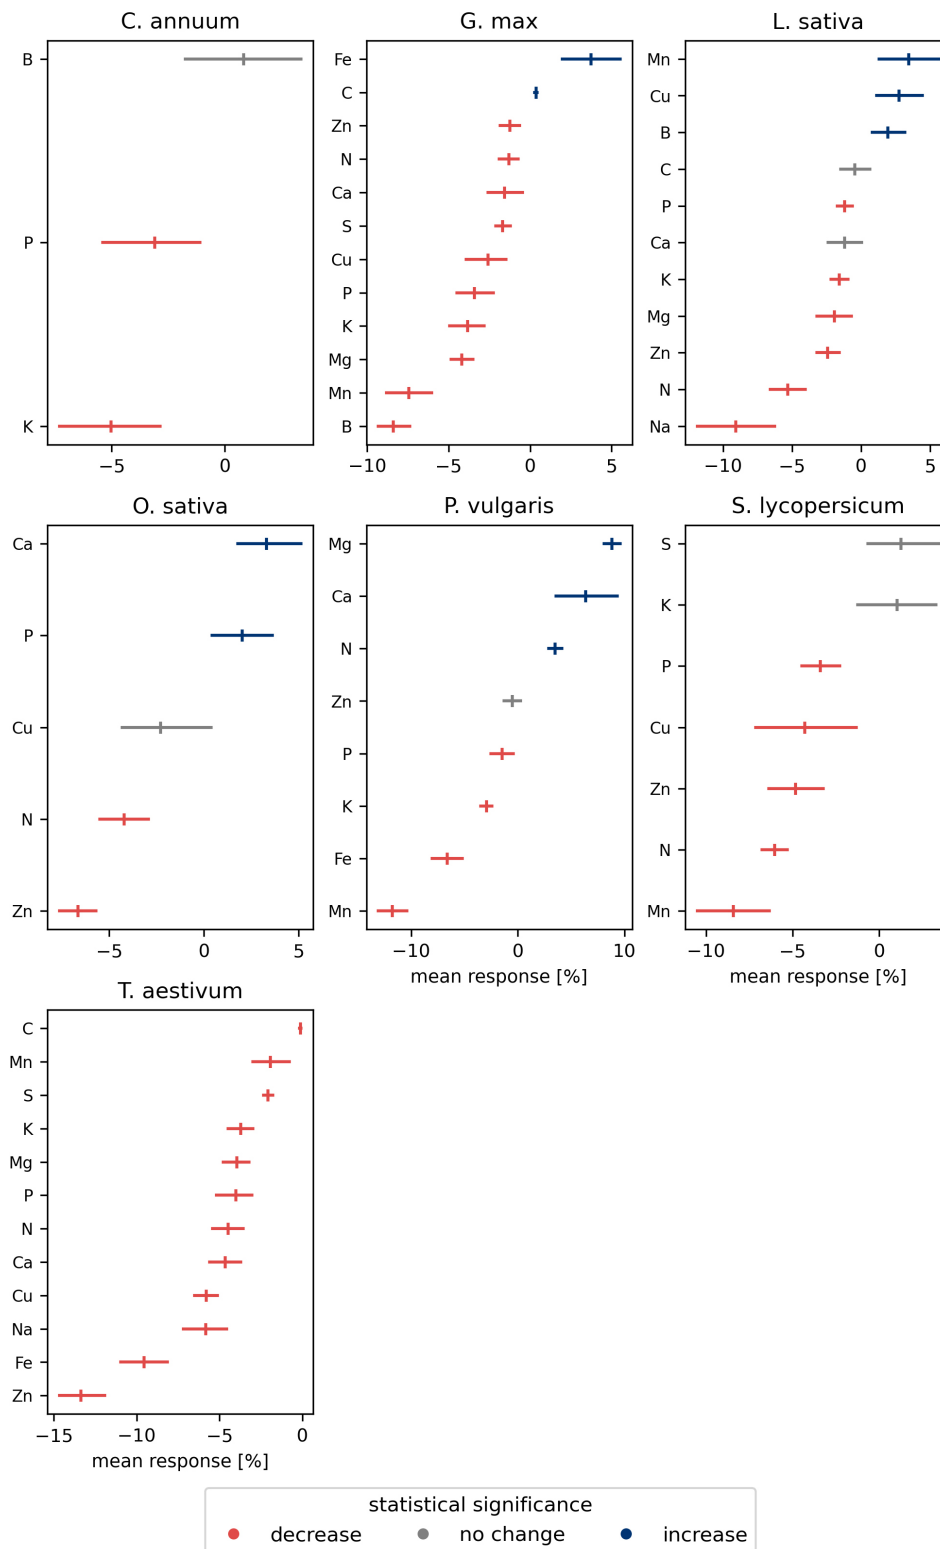 C. annuum
B
P
K
−5
0
G. max
Fe
C
Zn
N
Ca
S
Cu
P
K
Mg
Mn
B
−10
−5
0
5
L. sativa
Mn
Cu
B
C
P
Ca
K
Mg
Zn
N
Na
−10
−5
0
5
O. sativa
Ca
P
Cu
N
Zn
−5
0
5
P. vulgaris
Mg
Ca
N
Zn
P
K
Fe
Mn
−10
0
10
mean response [%]
S. lycopersicum
S
K
P
Cu
Zn
N
Mn
−10
−5
0
mean response [%]
T. aestivum
C
Mn
S
K
Mg
P
N
Ca
Cu
Na
Fe
Zn
−15
−10
−5
0
mean response [%]
statistical significance
decrease
no change
increase